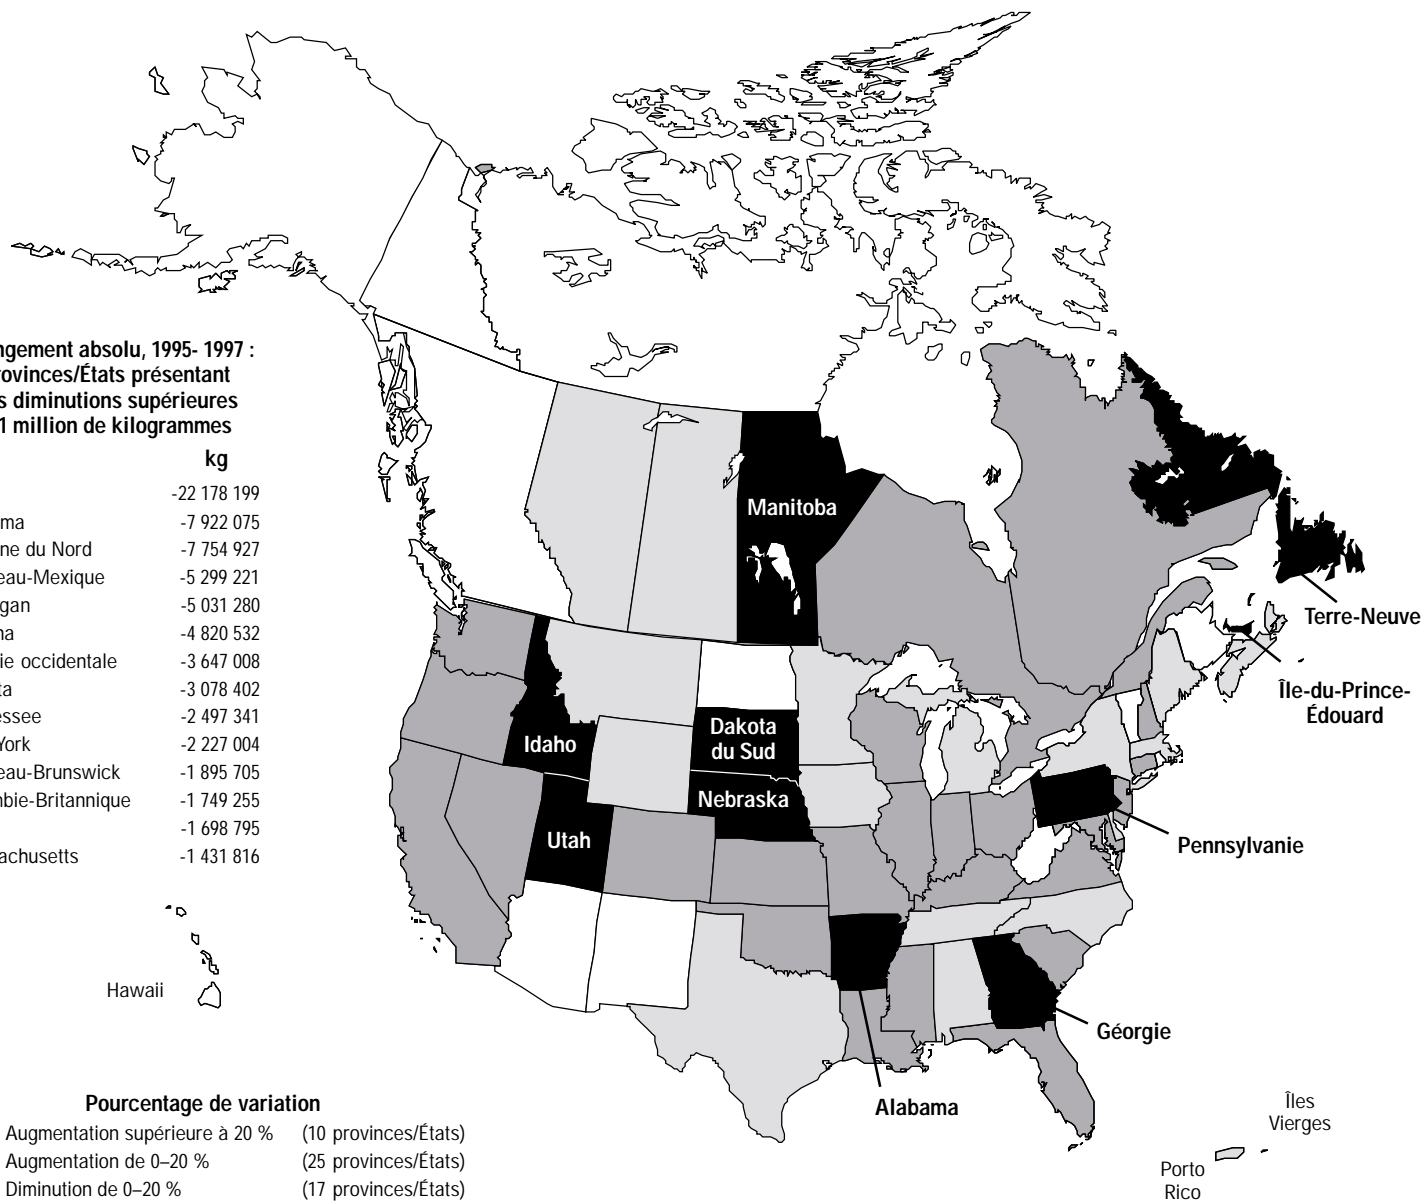 ngement absolu, 1995- 1997 :
rovinces/États présentant
s diminutions supérieures
1 million de kilogrammes
kg
-22 178 199
ma -7 922 075
ne du Nord -7 754 927
eau-Mexique -5 299 221
gan -5 031 280
na -4 820 532
ie occidentale -3 647 008
ta -3 078 402
essee -2 497 341
York -2 227 004
eau-Brunswick -1 895 705
mbie-Britannique -1 749 255
-1 698 795
achusetts -1 431 816
Manitoba
Terre-Neuve
Île-du-Prince-
Édouard
Idaho
Dakota
du Sud
Nebraska
Utah
Pennsylvanie
Hawaii
Géorgie
Alabama
Îles
Vierges
Porto
Rico
Pourcentage de variation
Augmentation supérieure à 20 % (10 provinces/États)
Augmentation de 0–20 % (25 provinces/États)
Diminution de 0–20 % (17 provinces/États)